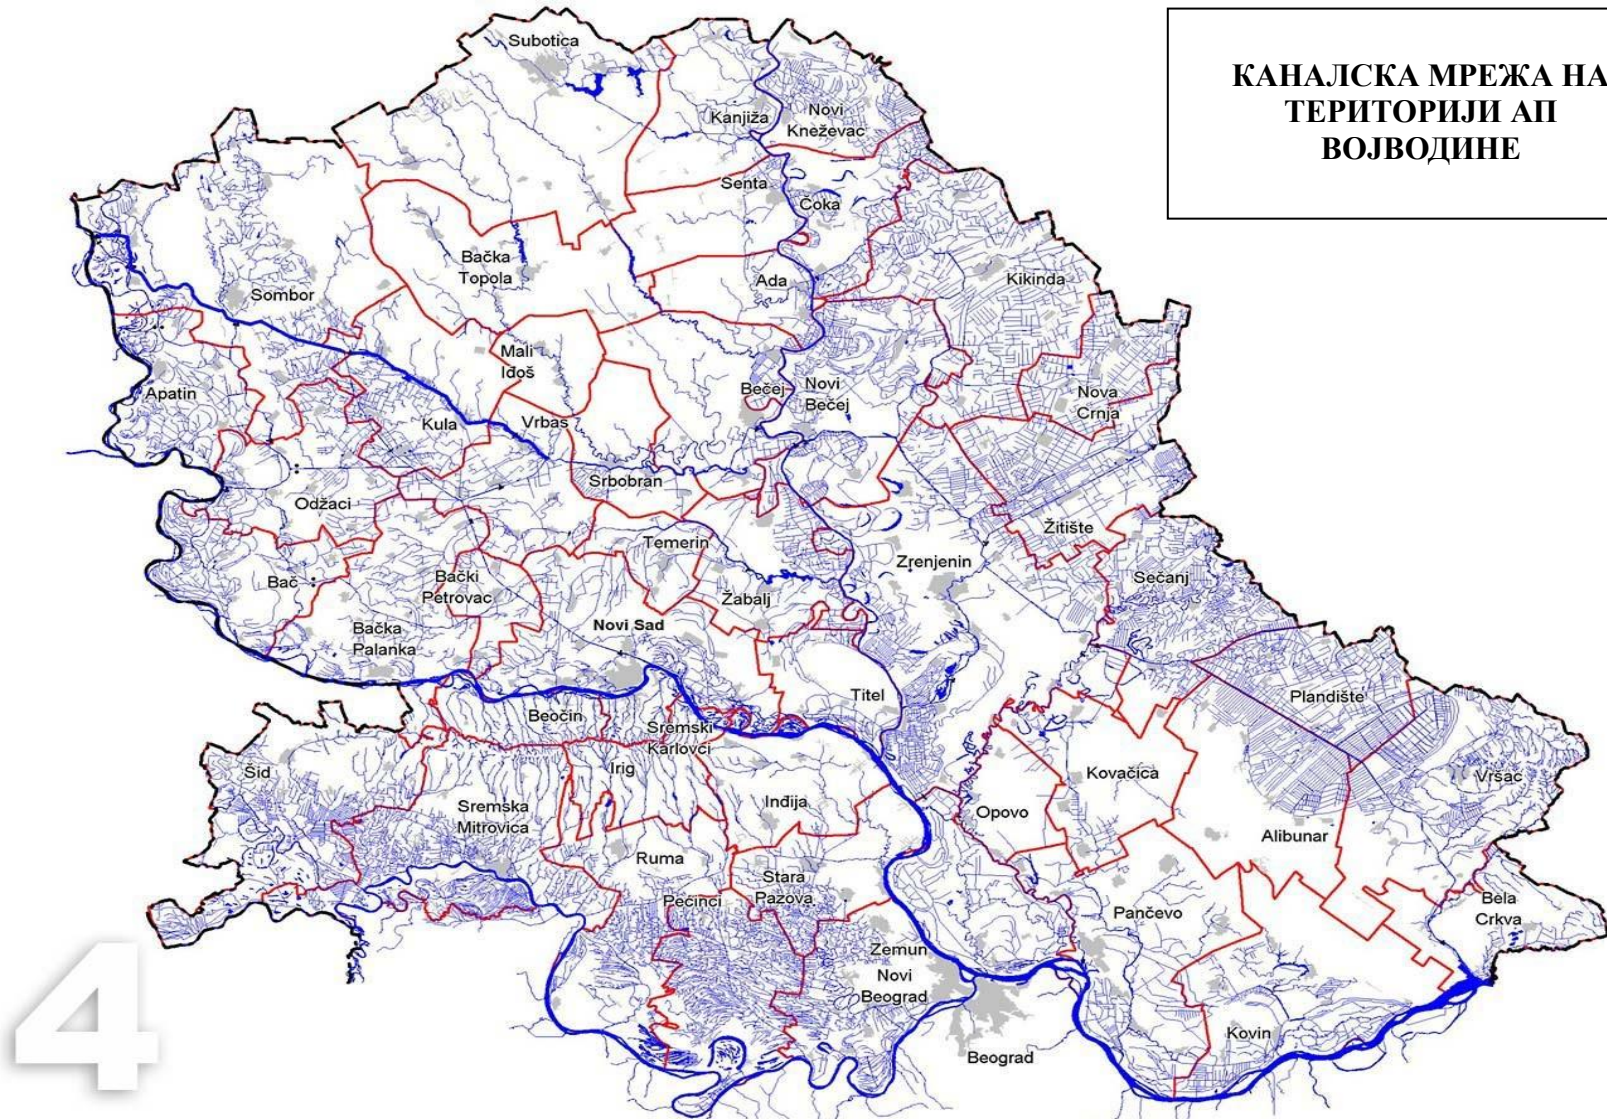 КАНАЛСКА МРЕЖА НА
ТЕРИТОРИЈИ АП
ВОЈВОДИНЕ
Subotica
Kanjiža
Novi
Kneževac
Senta
Čoka
Bačka
Topola
Ada
Kikinda
Sombor
Mali
Iđoš
Apatin
Bečej
Novi
Bečej
Nova
Crnja
Kula
Vrbas
Srbobran
Odžaci
Žitište
Temerin
Zrenjenin
Sečanj
Bač
Bački
Petrovac
Žabalj
Novi Sad
Bačka
Palanka
Titel
Plandište
Beočin
Sremski
Karlovci
Šid
Irig
Kovačica
Vršac
Sremska
Mitrovica
Inđija
Opovo
Alibunar
Ruma
Stara
Pazova
Pećinci
Pančevo
Bela
Crkva
Zemun
Novi
Beograd
Kovin
Beograd
4